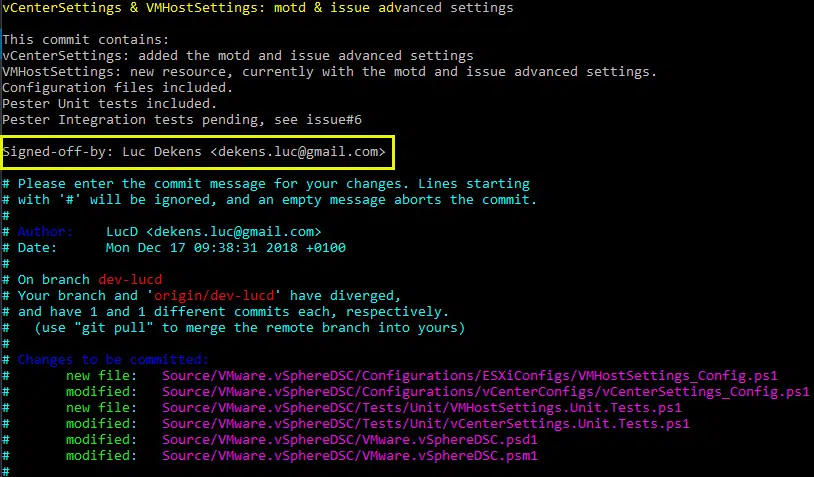 vCenterSettings & VMHostSettings: motd & issue advanced settings
This commit contains:
vCenterSettings: added the motd and issue advanced settings
VMHostSettings: new resource, currently with the motd and issue advanced settings.
Configuration files included.
Pester Unit tests included.
Pester Integration tests pending, see issue#6
Signed-off-by: Luc Dekens <dekens.luc@gmail.com>
# Please enter the commit message for your changes. Lines starting
# with '#' will be ignored, and an empty message aborts the commit.
#
# Author:    LucD <dekens.luc@gmail.com>
# Date:      Mon Dec 17 09:38:31 2018 +0100
#
# On branch dev-lucd
# Your branch and 'origin/dev-lucd' have diverged,
# and have 1 and 1 different commits each, respectively.
#   (use "git pull" to merge the remote branch into yours)
#
# Changes to be committed:
#       new file:   Source/VMware.vSphereDSC/Configurations/ESXiConfigs/VMHostSettings_Config.ps1
#       modified:   Source/VMware.vSphereDSC/Configurations/vCenterConfigs/vCenterSettings_Config.ps1
#       new file:   Source/VMware.vSphereDSC/Tests/Unit/VMHostSettings.Unit.Tests.ps1
#       modified:   Source/VMware.vSphereDSC/Tests/Unit/vCenterSettings.Unit.Tests.ps1
#       modified:   Source/VMware.vSphereDSC/VMware.vSphereDSC.psd1
#       modified:   Source/VMware.vSphereDSC/VMware.vSphereDSC.psm1
#